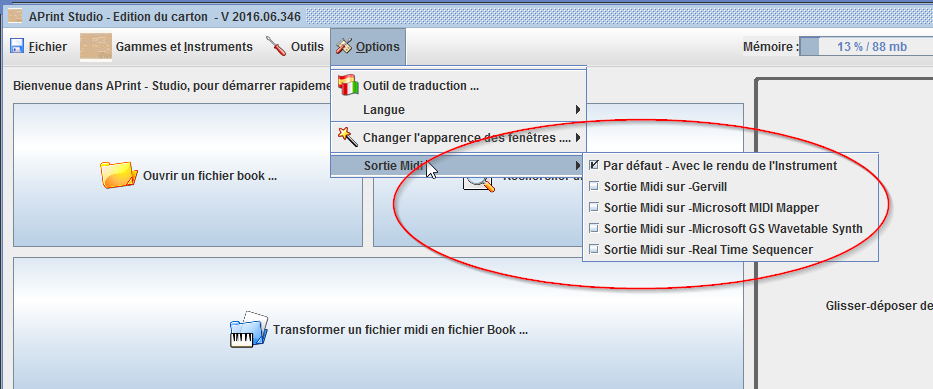 APrint Studio - Edition du carton - V 2016.06.346
Fichier Gammes et Instruments Outils Options Mémoire : 13 % / 88 mb
Bienvenue dans APrint - Studio, pour démarrer rapideme
Outil de traduction ...
Langue
Changer l'apparence des fenêtres ....
Sortie Midi
Par défaut - Avec le rendu de l'Instrument
Sortie Midi sur -Gervill
Sortie Midi sur -Microsoft MIDI Mapper
Sortie Midi sur -Microsoft GS Wavetable Synth
Sortie Midi sur -Real Time Sequencer
Ouvrir un fichier book ...
Glisser-déposer de
Transformer un fichier midi en fichier Book ...